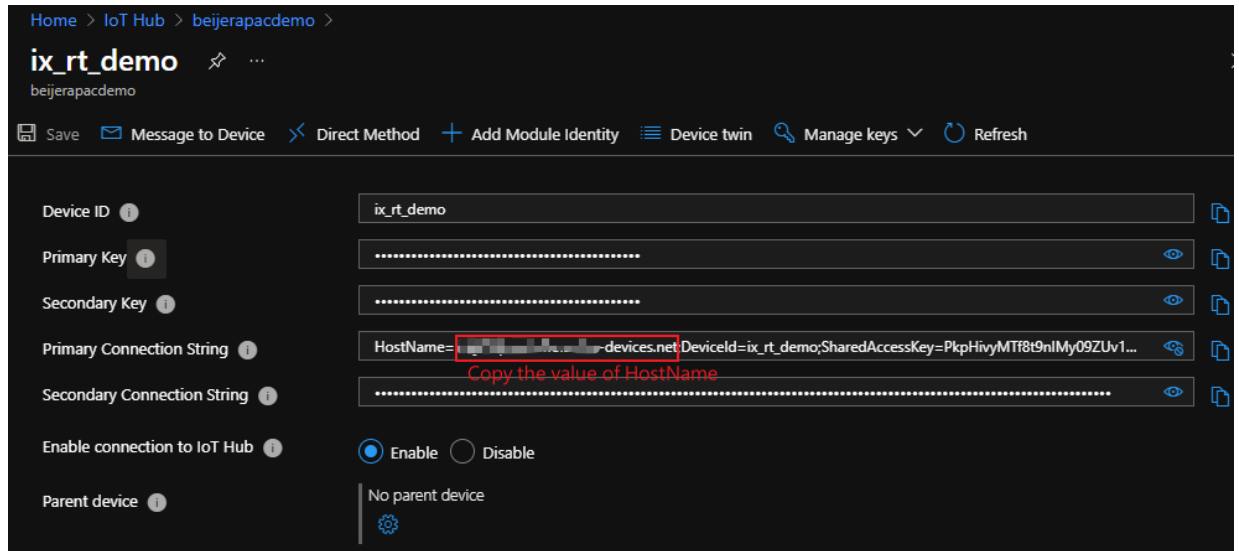 Home > IoT Hub > beijerapacdemo >
ix_rt_demo
beijerapacdemo
Save Message to Device Direct Method Add Module Identity Device twin Manage keys Refresh
Device ID ix_rt_demo
Primary Key
Secondary Key
Primary Connection String HostName= -devices.net;DeviceId=ix_rt_demo;SharedAccessKey=PkpHivyMTf8t9nIMy09ZUv1...
Copy the value of HostName
Secondary Connection String
Enable connection to IoT Hub Enable Disable
Parent device No parent device